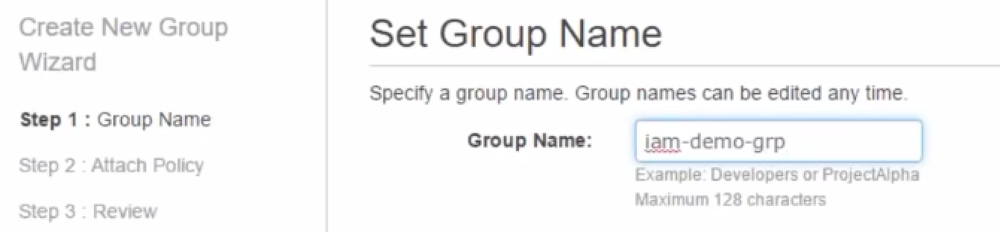 Create New Group
Wizard
Step 1 : Group Name
Step 2 : Attach Policy
Step 3 : Review
Set Group Name
Specify a group name. Group names can be edited any time.
Group Name: iam-demo-grp
Example: Developers or ProjectAlpha
Maximum 128 characters